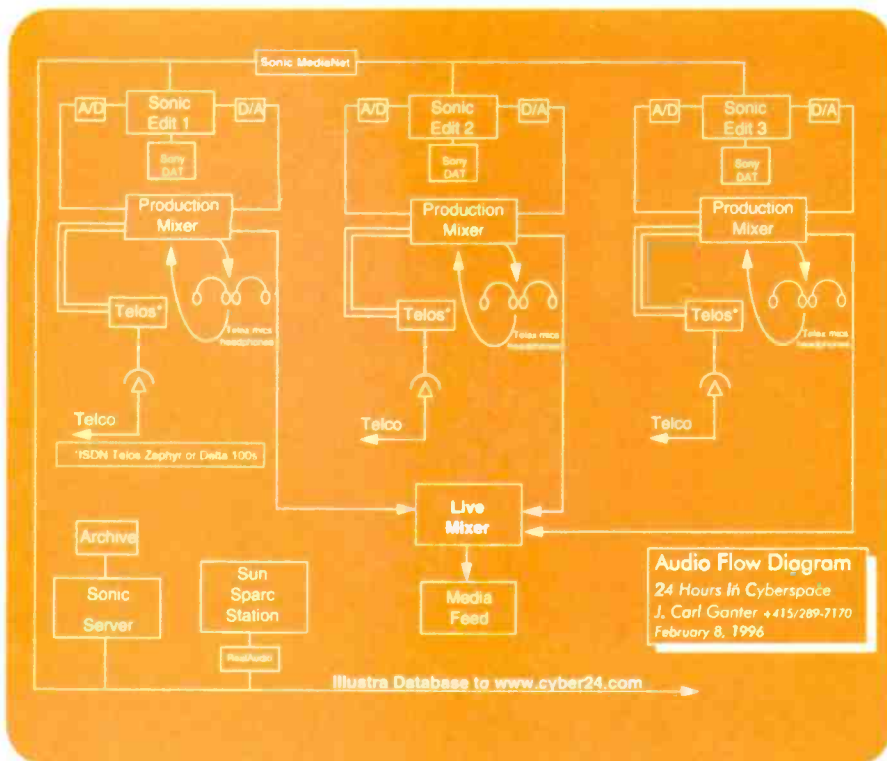 Sonic MediaNet
A/D
Sonic
Edit 1
D/A
Sony
DAT
Production
Mixer
Telos*
Telex mics
headphones
Telco
*ISDN Telos Zephyr or Delta 100s
A/D
Sonic
Edit 2
D/A
Sony
DAT
Production
Mixer
Telos*
Telex mics
headphones
Telco
A/D
Sonic
Edit 3
D/A
Sony
DAT
Production
Mixer
Telos*
Telex mics
headphones
Telco
Live
Mixer
Media
Feed
Archive
Sonic
Server
Sun
Sparc
Station
RealAudio
Illustra Database to www.cyber24.com
Audio Flow Diagram
24 Hours In Cyberspace
J. Carl Ganter +415/289-7170
February 8, 1996